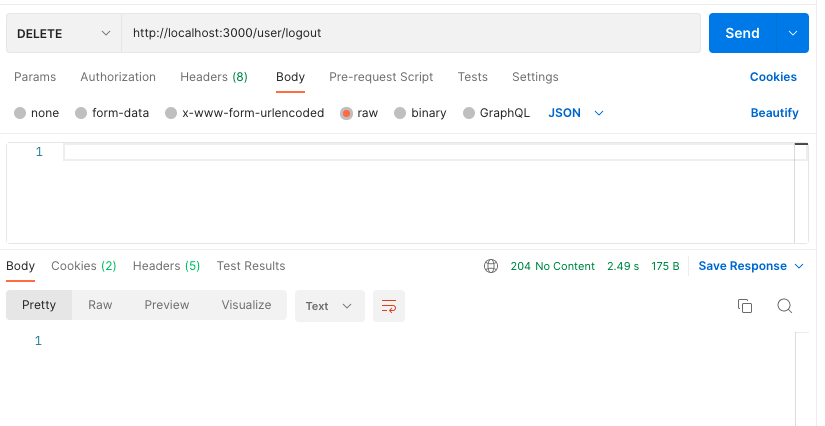 DELETE http://localhost:3000/user/logout Send
Params Authorization Headers (8) Body Pre-request Script Tests Settings Cookies
none form-data x-www-form-urlencoded raw binary GraphQL JSON Beautify
1
Body Cookies (2) Headers (5) Test Results 204 No Content 2.49 s 175 B Save Response
Pretty Raw Preview Visualize Text
1